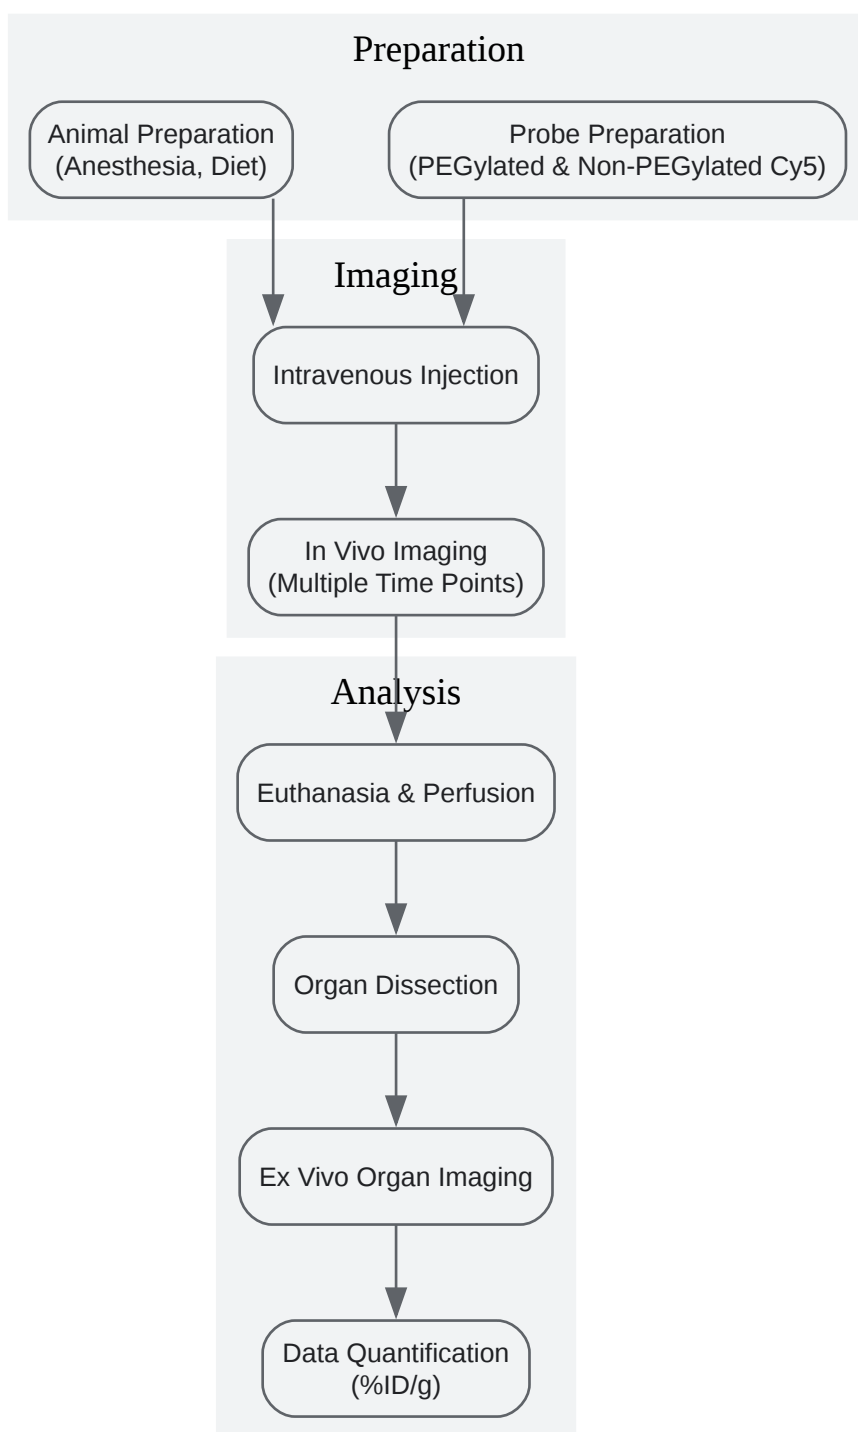 Preparation
Animal Preparation
(Anesthesia, Diet)
Probe Preparation
(PEGylated & Non-PEGylated Cy5)
Imaging
Intravenous Injection
In Vivo Imaging
(Multiple Time Points)
Analysis
Euthanasia & Perfusion
Organ Dissection
Ex Vivo Organ Imaging
Data Quantification
(%ID/g)